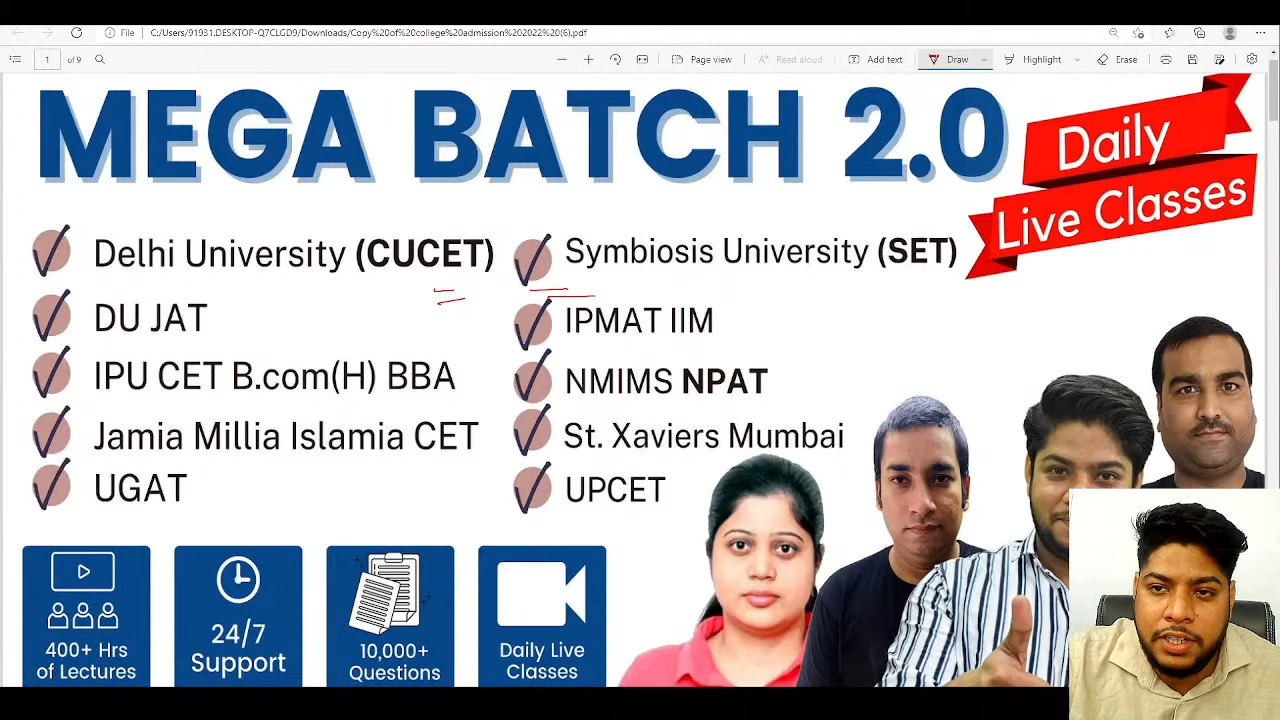 File
C:/Users/91931.DESKTOP-Q7CLGD9/Downloads/Copy%20of%20college%20admission%202022%20(6).pdf
1 of 9
Page view
Read aloud
Add text
Draw
Highlight
Erase
MEGA BATCH 2.0
Daily
Live Classes
Delhi University (CUCET)
DU JAT
IPU CET B.com(H) BBA
Jamia Millia Islamia CET
UGAT
Symbiosis University (SET)
IPMAT IIM
NMIMS NPAT
St. Xaviers Mumbai
UPCET
400+ Hrs
of Lectures
24/7
Support
10,000+
Questions
Daily Live
Classes